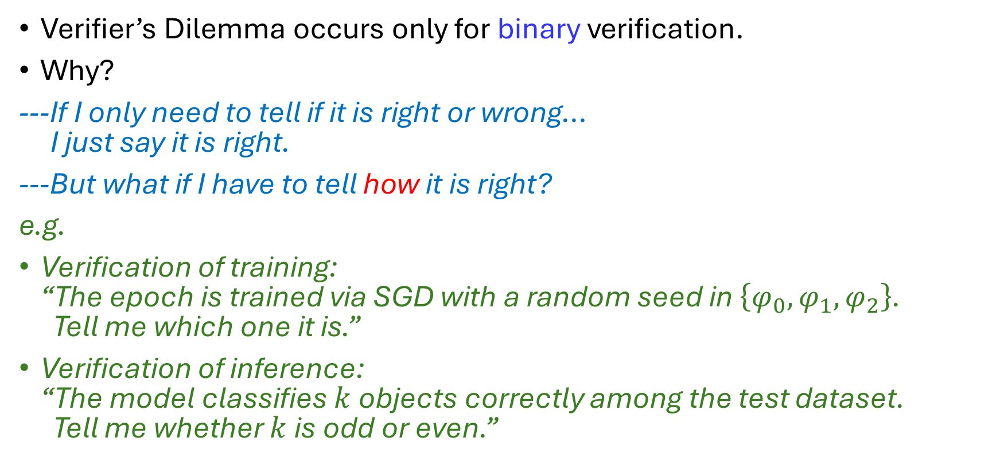 • Verifier’s Dilemma occurs only for binary verification.
• Why?
---If I only need to tell if it is right or wrong…
I just say it is right.
---But what if I have to tell how it is right?
e.g.
• Verification of training:
“The epoch is trained via SGD with a random seed in {φ₀, φ₁, φ₂}.
Tell me which one it is.”
• Verification of inference:
“The model classifies k objects correctly among the test dataset.
Tell me whether k is odd or even.”